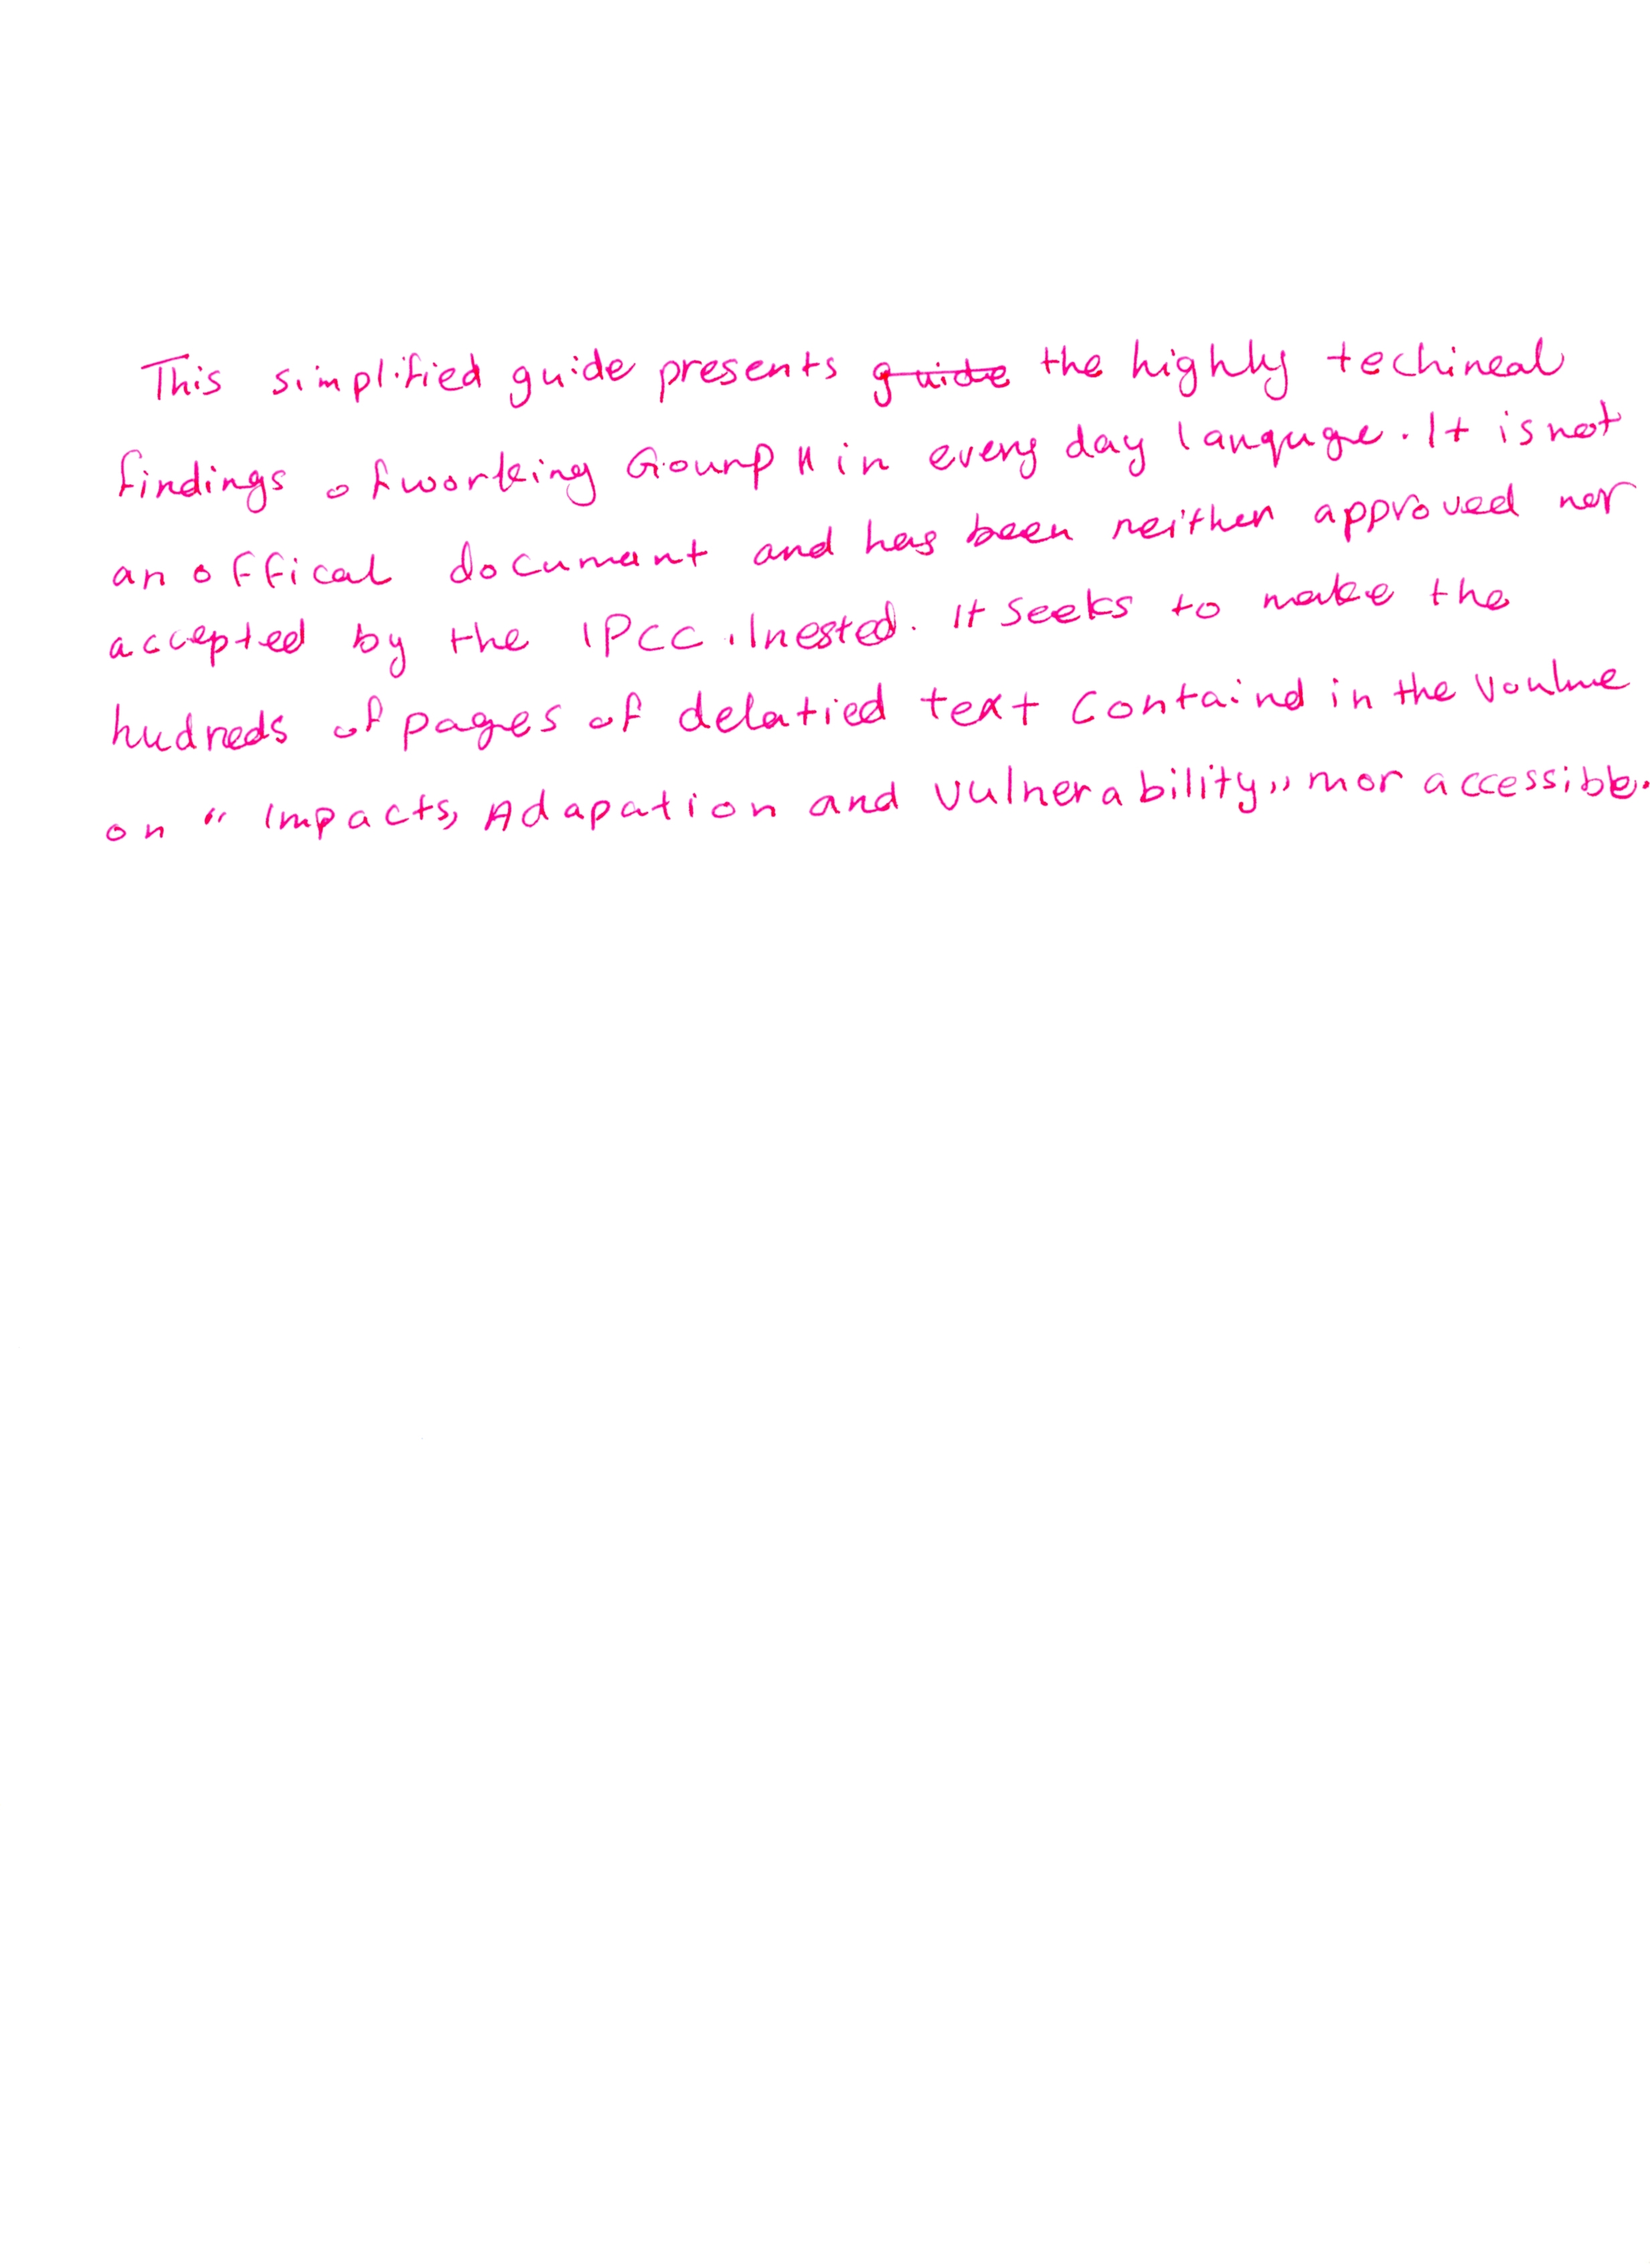 This simplified guide presents guide the highly techineal
findings of working Gourp II in every day languge. It is not
an offical documant and has been neither approved nor
accepted by the IPCC. Inested. It seeks to make the
hudreds of pages of delatied text Containd in the Voulme
on "Impacts, Adapation and Vulnerability" mor accessible.